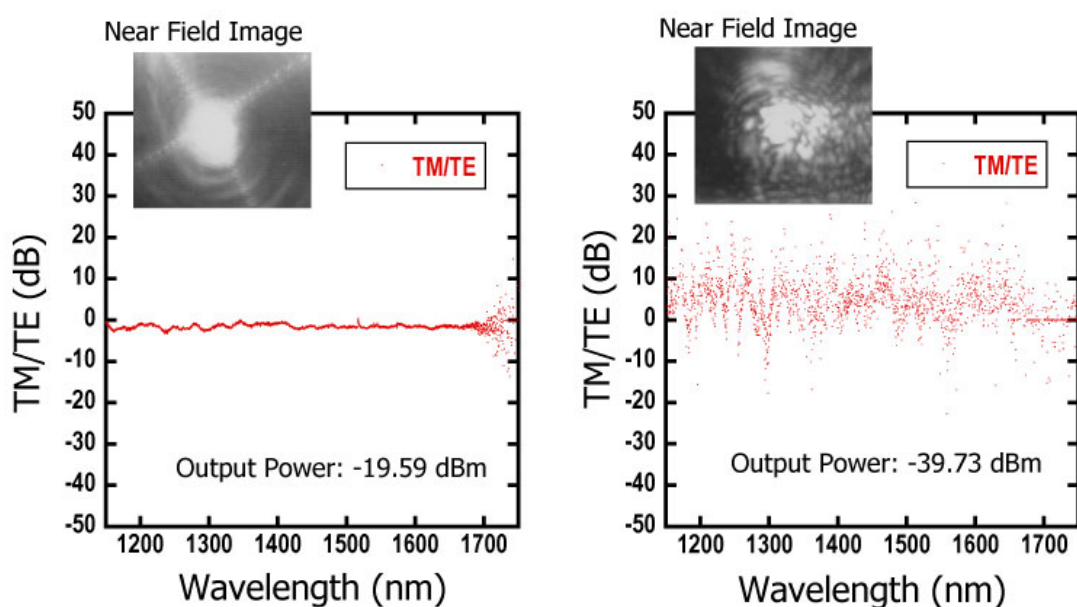 Near Field Image
50
40
30
20
10
0
-10
-20
-30
-40
-50
TM/TE (dB)
TM/TE
Output Power: -19.59 dBm
1200 1300 1400 1500 1600 1700
Wavelength (nm)
Near Field Image
50
40
30
20
10
0
-10
-20
-30
-40
-50
TM/TE (dB)
TM/TE
Output Power: -39.73 dBm
1200 1300 1400 1500 1600 1700
Wavelength (nm)